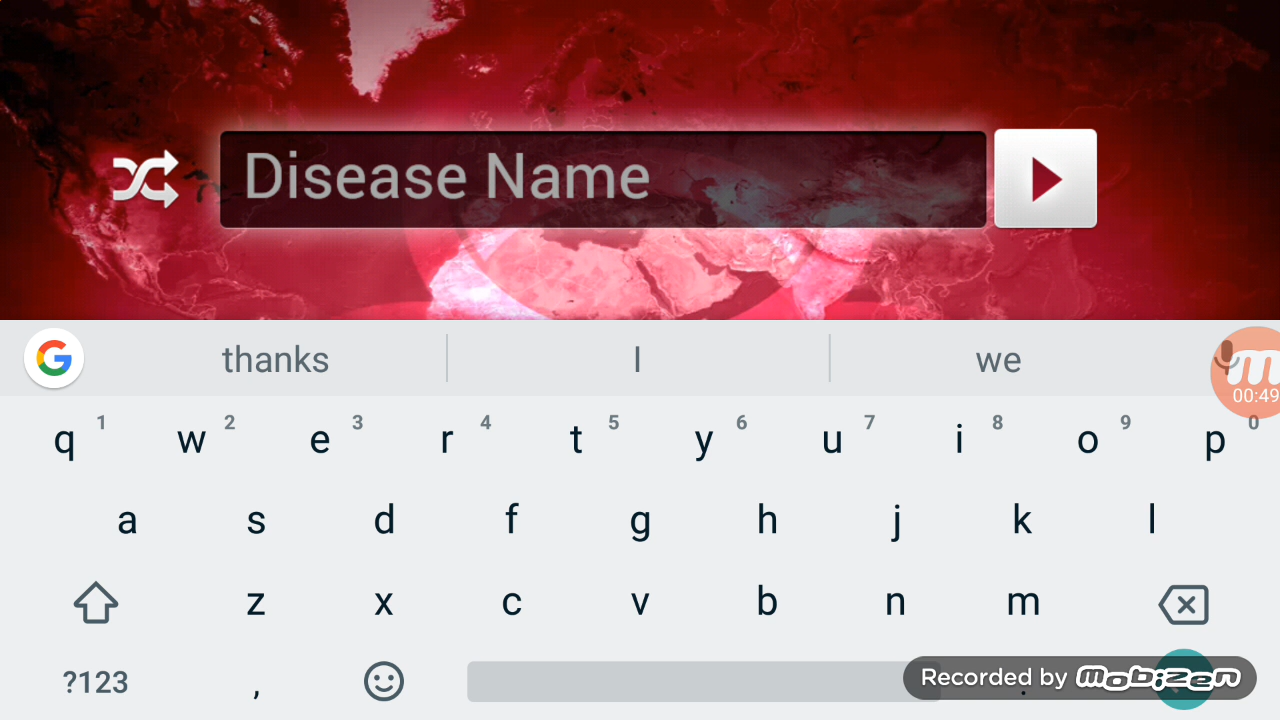 Disease Name
thanks I we
00:49
q 1 w 2 e 3 r 4 t 5 y 6 u 7 i 8 o 9 p 0
a s d f g h j k l
z x c v b n m
?123 , .
Recorded by mobizen